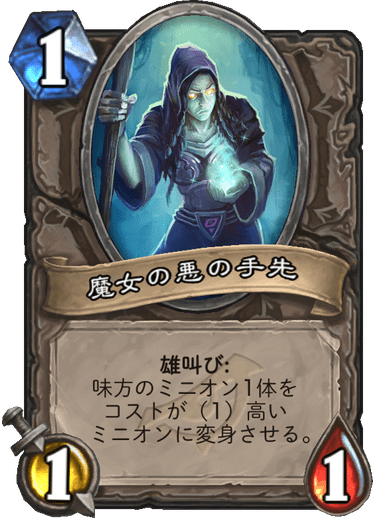 1
魔女の悪の手先
雄叫び:
味方のミニオン1体を
コストが（1）高い
ミニオンに変身させる。
1
1